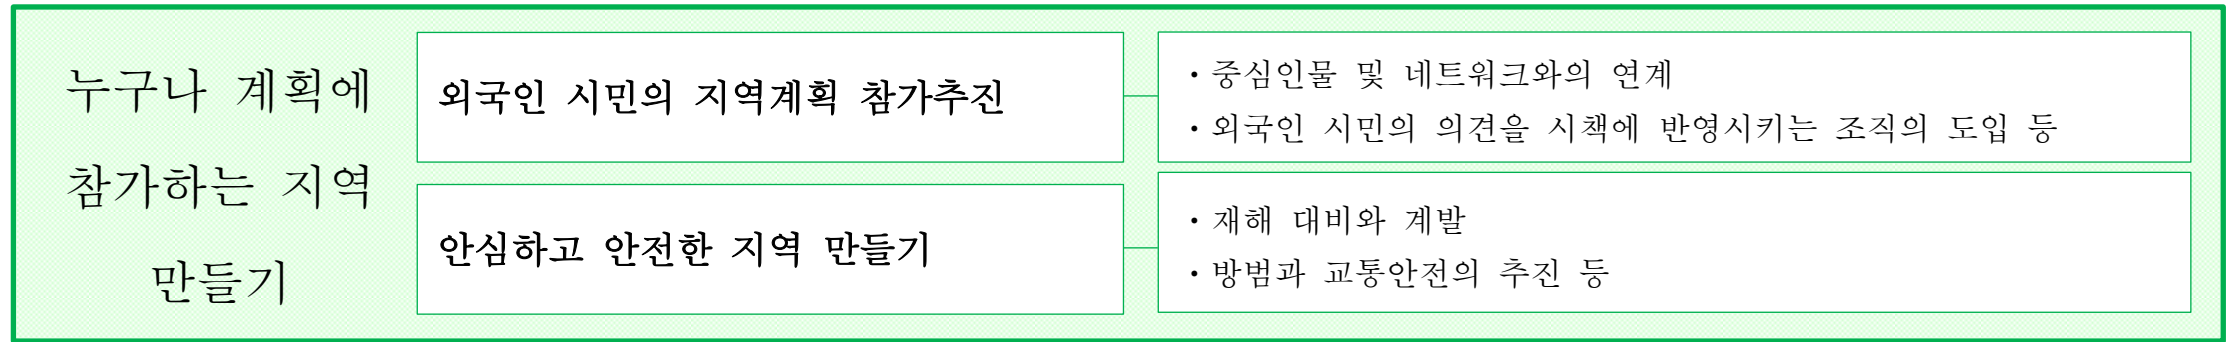 누구나 계획에
참가하는 지역
만들기
외국인 시민의 지역계획 참가추진
・중심인물 및 네트워크와의 연계
・외국인 시민의 의견을 시책에 반영시키는 조직의 도입 등
안심하고 안전한 지역 만들기
・재해 대비와 계발
・방범과 교통안전의 추진 등